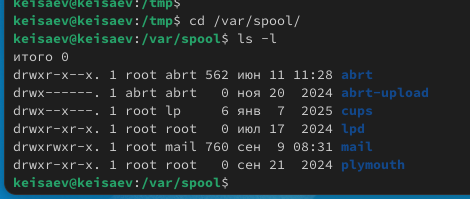 keisaev@keisaev:/tmp$
keisaev@keisaev:/tmp$ cd /var/spool/
keisaev@keisaev:/var/spool$ ls -l
итого 0
drwxr-x--x. 1 root abrt 562 июн 11 11:28 abrt
drwx------. 1 abrt abrt   0 ноя 20  2024 abrt-upload
drwx--x---. 1 root lp     6 янв  7  2025 cups
drwxr-xr-x. 1 root root   0 июл 17  2024 lpd
drwxrwxr-x. 1 root mail 760 сен  9 08:31 mail
drwxr-xr-x. 1 root root   0 сен 21  2024 plymouth
keisaev@keisaev:/var/spool$